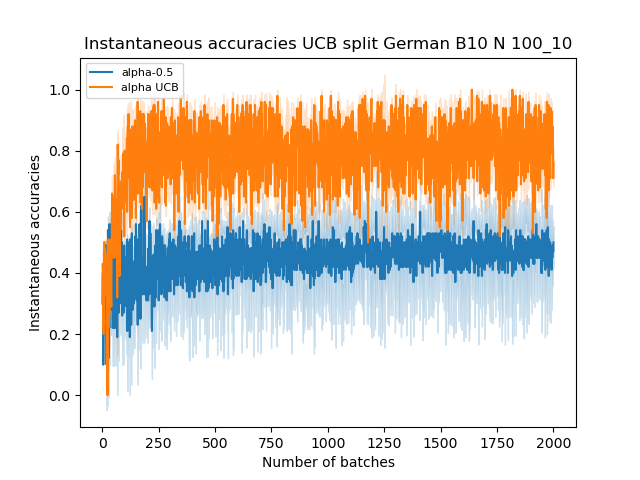 Instantaneous accuracies UCB split German B10 N 100_10
alpha-0.5
alpha UCB
1.0
0.8
0.6
0.4
0.2
0.0
Instantaneous accuracies
0 250 500 750 1000 1250 1500 1750 2000
Number of batches